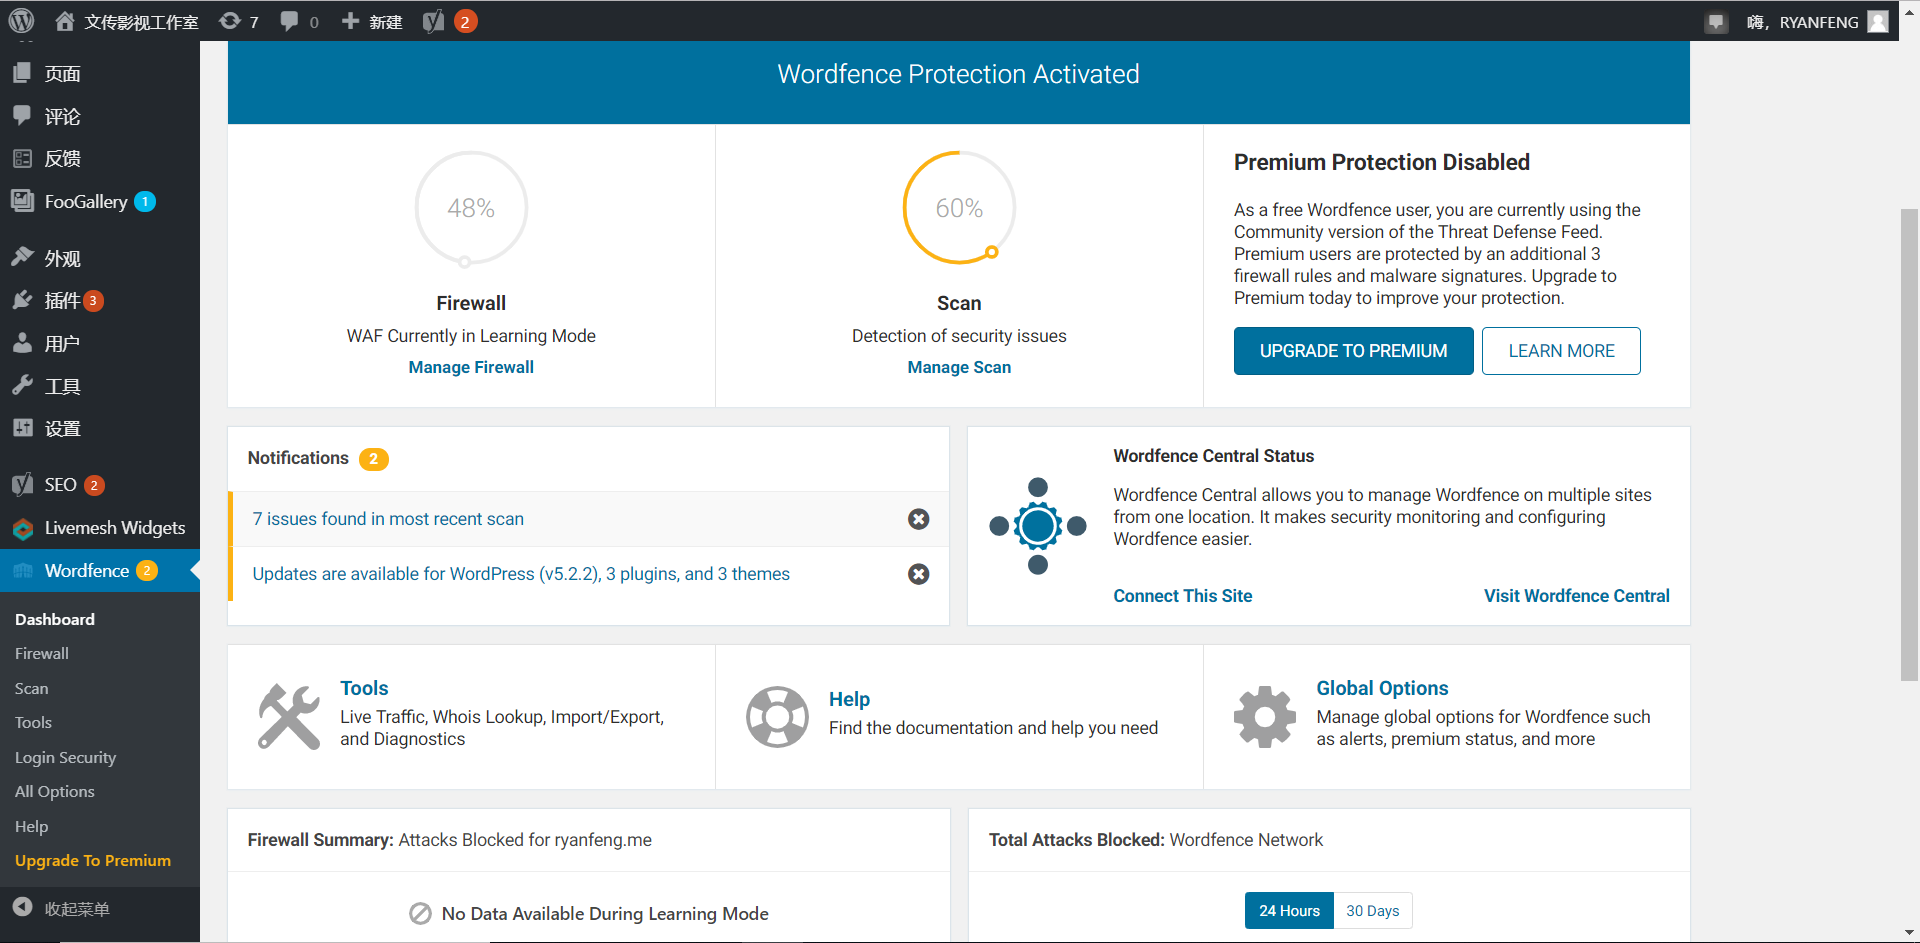 文传影视工作室 7 0 新建 2 嗨，RYANFENG
页面
评论
反馈
FooGallery 1
外观
插件 3
用户
工具
设置
SEO 2
Livemesh Widgets
Wordfence 2
Dashboard
Firewall
Scan
Tools
Login Security
All Options
Help
Upgrade To Premium
收起菜单
Wordfence Protection Activated
48%
Firewall
WAF Currently in Learning Mode
Manage Firewall
60%
Scan
Detection of security issues
Manage Scan
Premium Protection Disabled
As a free Wordfence user, you are currently using the
Community version of the Threat Defense Feed.
Premium users are protected by an additional 3
firewall rules and malware signatures. Upgrade to
Premium today to improve your protection.
UPGRADE TO PREMIUM LEARN MORE
Notifications 2
7 issues found in most recent scan
Updates are available for WordPress (v5.2.2), 3 plugins, and 3 themes
Wordfence Central Status
Wordfence Central allows you to manage Wordfence on multiple sites
from one location. It makes security monitoring and configuring
Wordfence easier.
Connect This Site Visit Wordfence Central
Tools
Live Traffic, Whois Lookup, Import/Export,
and Diagnostics
Help
Find the documentation and help you need
Global Options
Manage global options for Wordfence such
as alerts, premium status, and more
Firewall Summary: Attacks Blocked for ryanfeng.me
No Data Available During Learning Mode
Total Attacks Blocked: Wordfence Network
24 Hours 30 Days